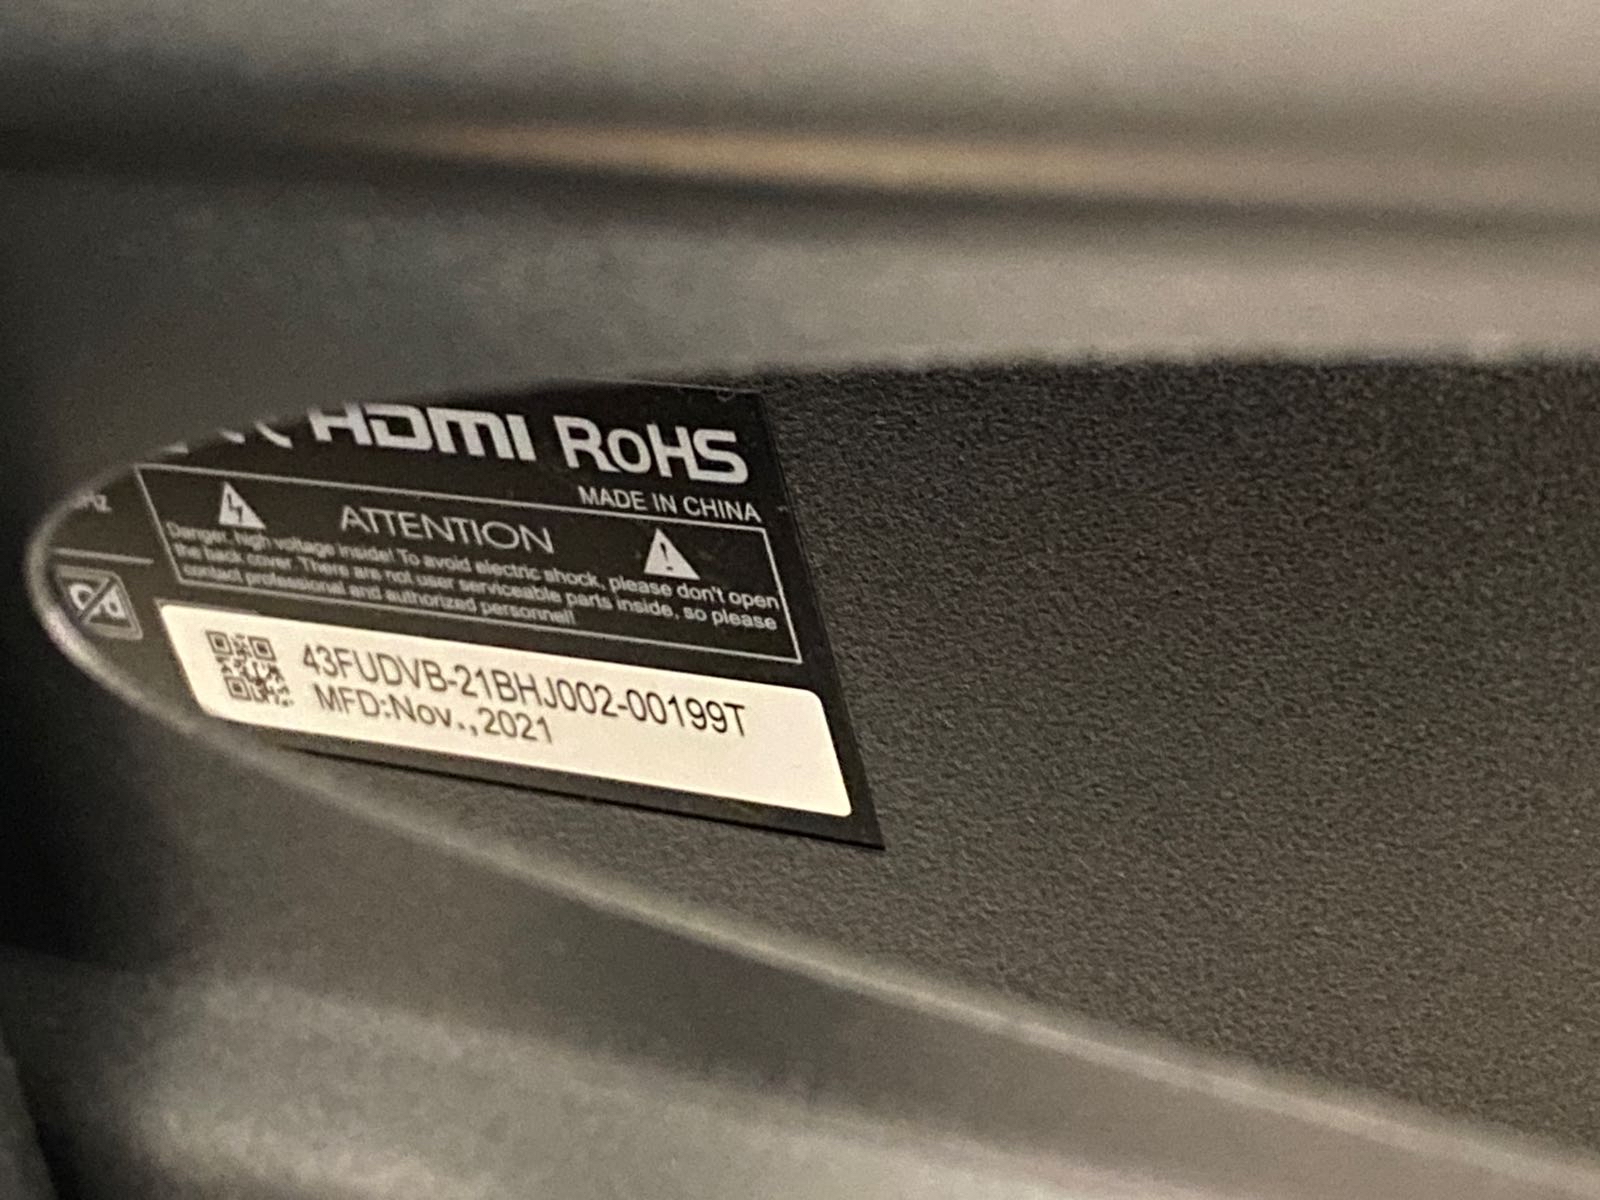 HDMI RoHS
MADE IN CHINA
Hz
ATTENTION
Danger, high voltage inside! To avoid electric shock, please don't open
the back cover. There are not user serviceable parts inside, so please
contact professional and authorized personnel!
43FUDVB-21BHJ002-00199T
MFD:Nov.,2021